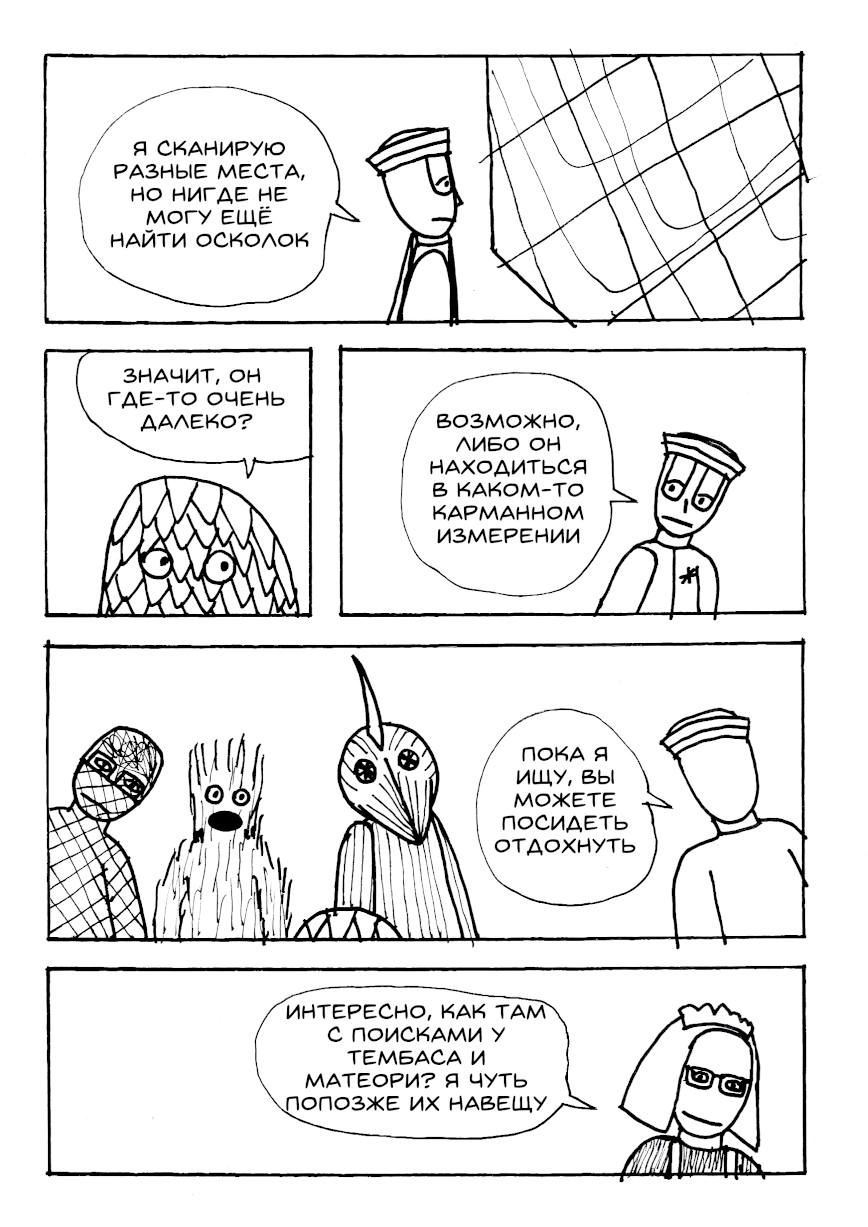 Я СКАНИРУЮ
РАЗНЫЕ МЕСТА,
НО НИГДЕ НЕ
МОГУ ЕЩЁ
НАЙТИ ОСКОЛОК
ЗНАЧИТ, ОН
ГДЕ-ТО ОЧЕНЬ
ДАЛЕКО?
ВОЗМОЖНО,
ЛИБО ОН
НАХОДИТЬСЯ
В КАКОМ-ТО
КАРМАННОМ
ИЗМЕРЕНИИ
ПОКА Я
ИЩУ, ВЫ
МОЖЕТЕ
ПОСИДЕТЬ
ОТДОХНУТЬ
ИНТЕРЕСНО, КАК ТАМ
С ПОИСКАМИ У
ТЕМБАСА И
МАТЕОРИ? Я ЧУТЬ
ПОПОЗЖЕ ИХ НАВЕЩУ